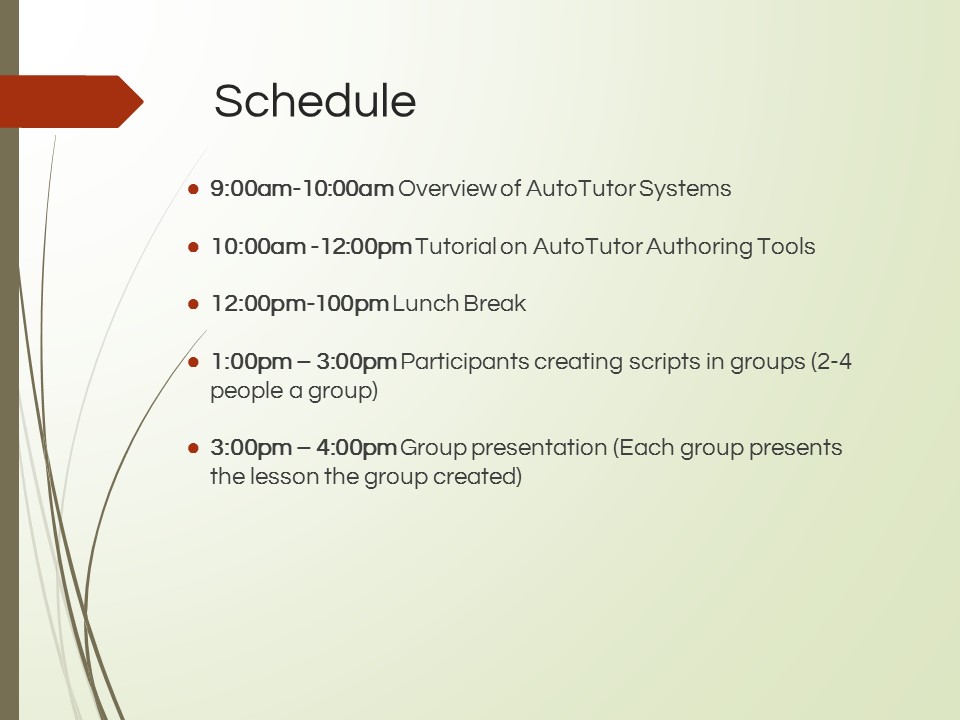 Schedule
9:00am-10:00am Overview of AutoTutor Systems
10:00am -12:00pm Tutorial on AutoTutor Authoring Tools
12:00pm-100pm Lunch Break
1:00pm – 3:00pm Participants creating scripts in groups (2-4
people a group)
3:00pm – 4:00pm Group presentation (Each group presents
the lesson the group created)